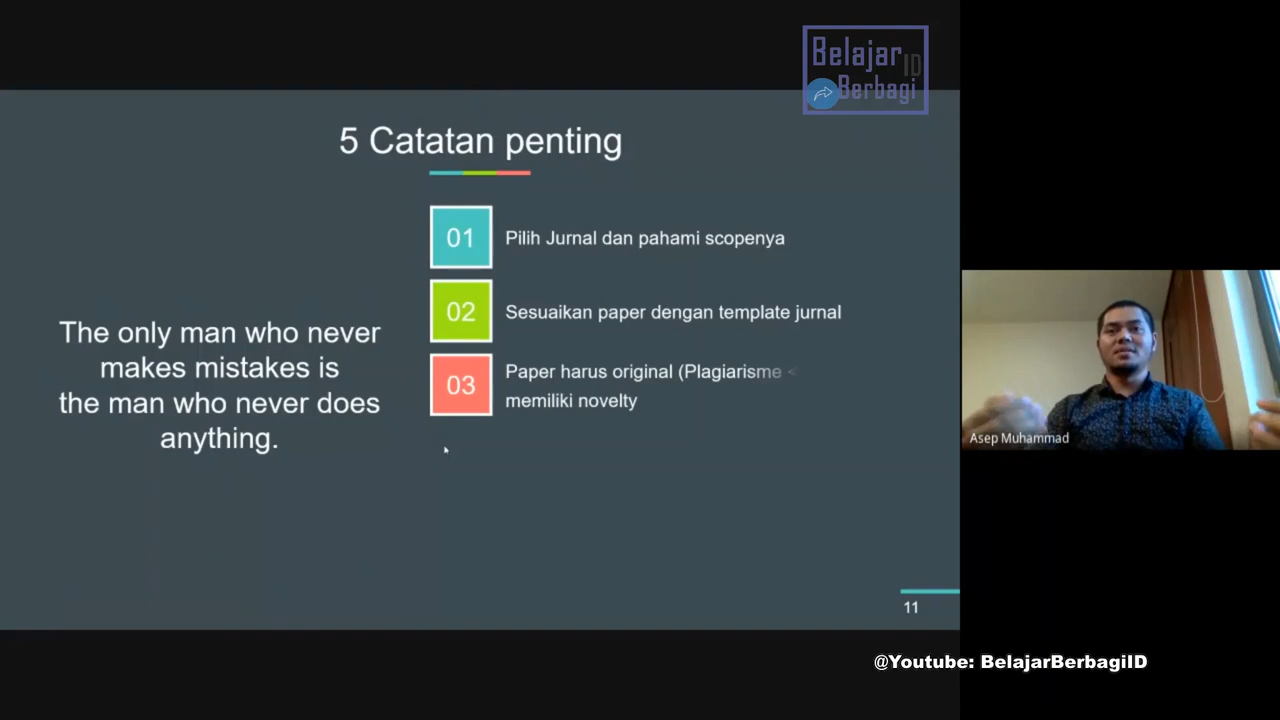 Belajar
ID
Berbagi
5 Catatan penting
The only man who never
makes mistakes is
the man who never does
anything.
01
Pilih Jurnal dan pahami scopenya
02
Sesuaikan paper dengan template jurnal
03
Paper harus original (Plagiarisme <
memiliki novelty
11
Asep Muhammad
@Youtube: BelajarBerbagiID